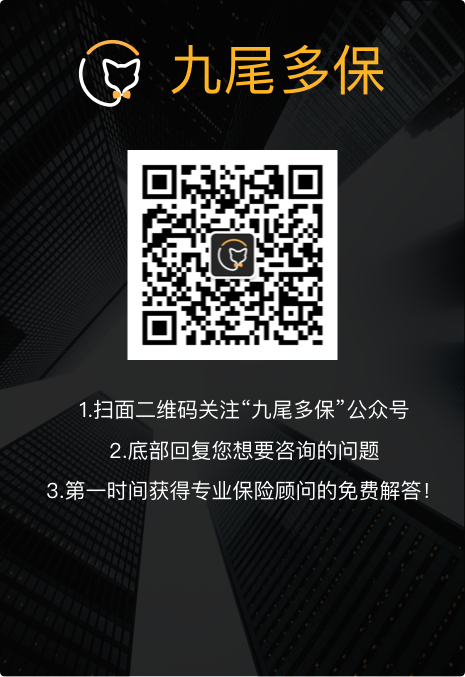 九尾多保
1.扫面二维码关注“九尾多保”公众号
2.底部回复您想要咨询的问题
3.第一时间获得专业保险顾问的免费解答！